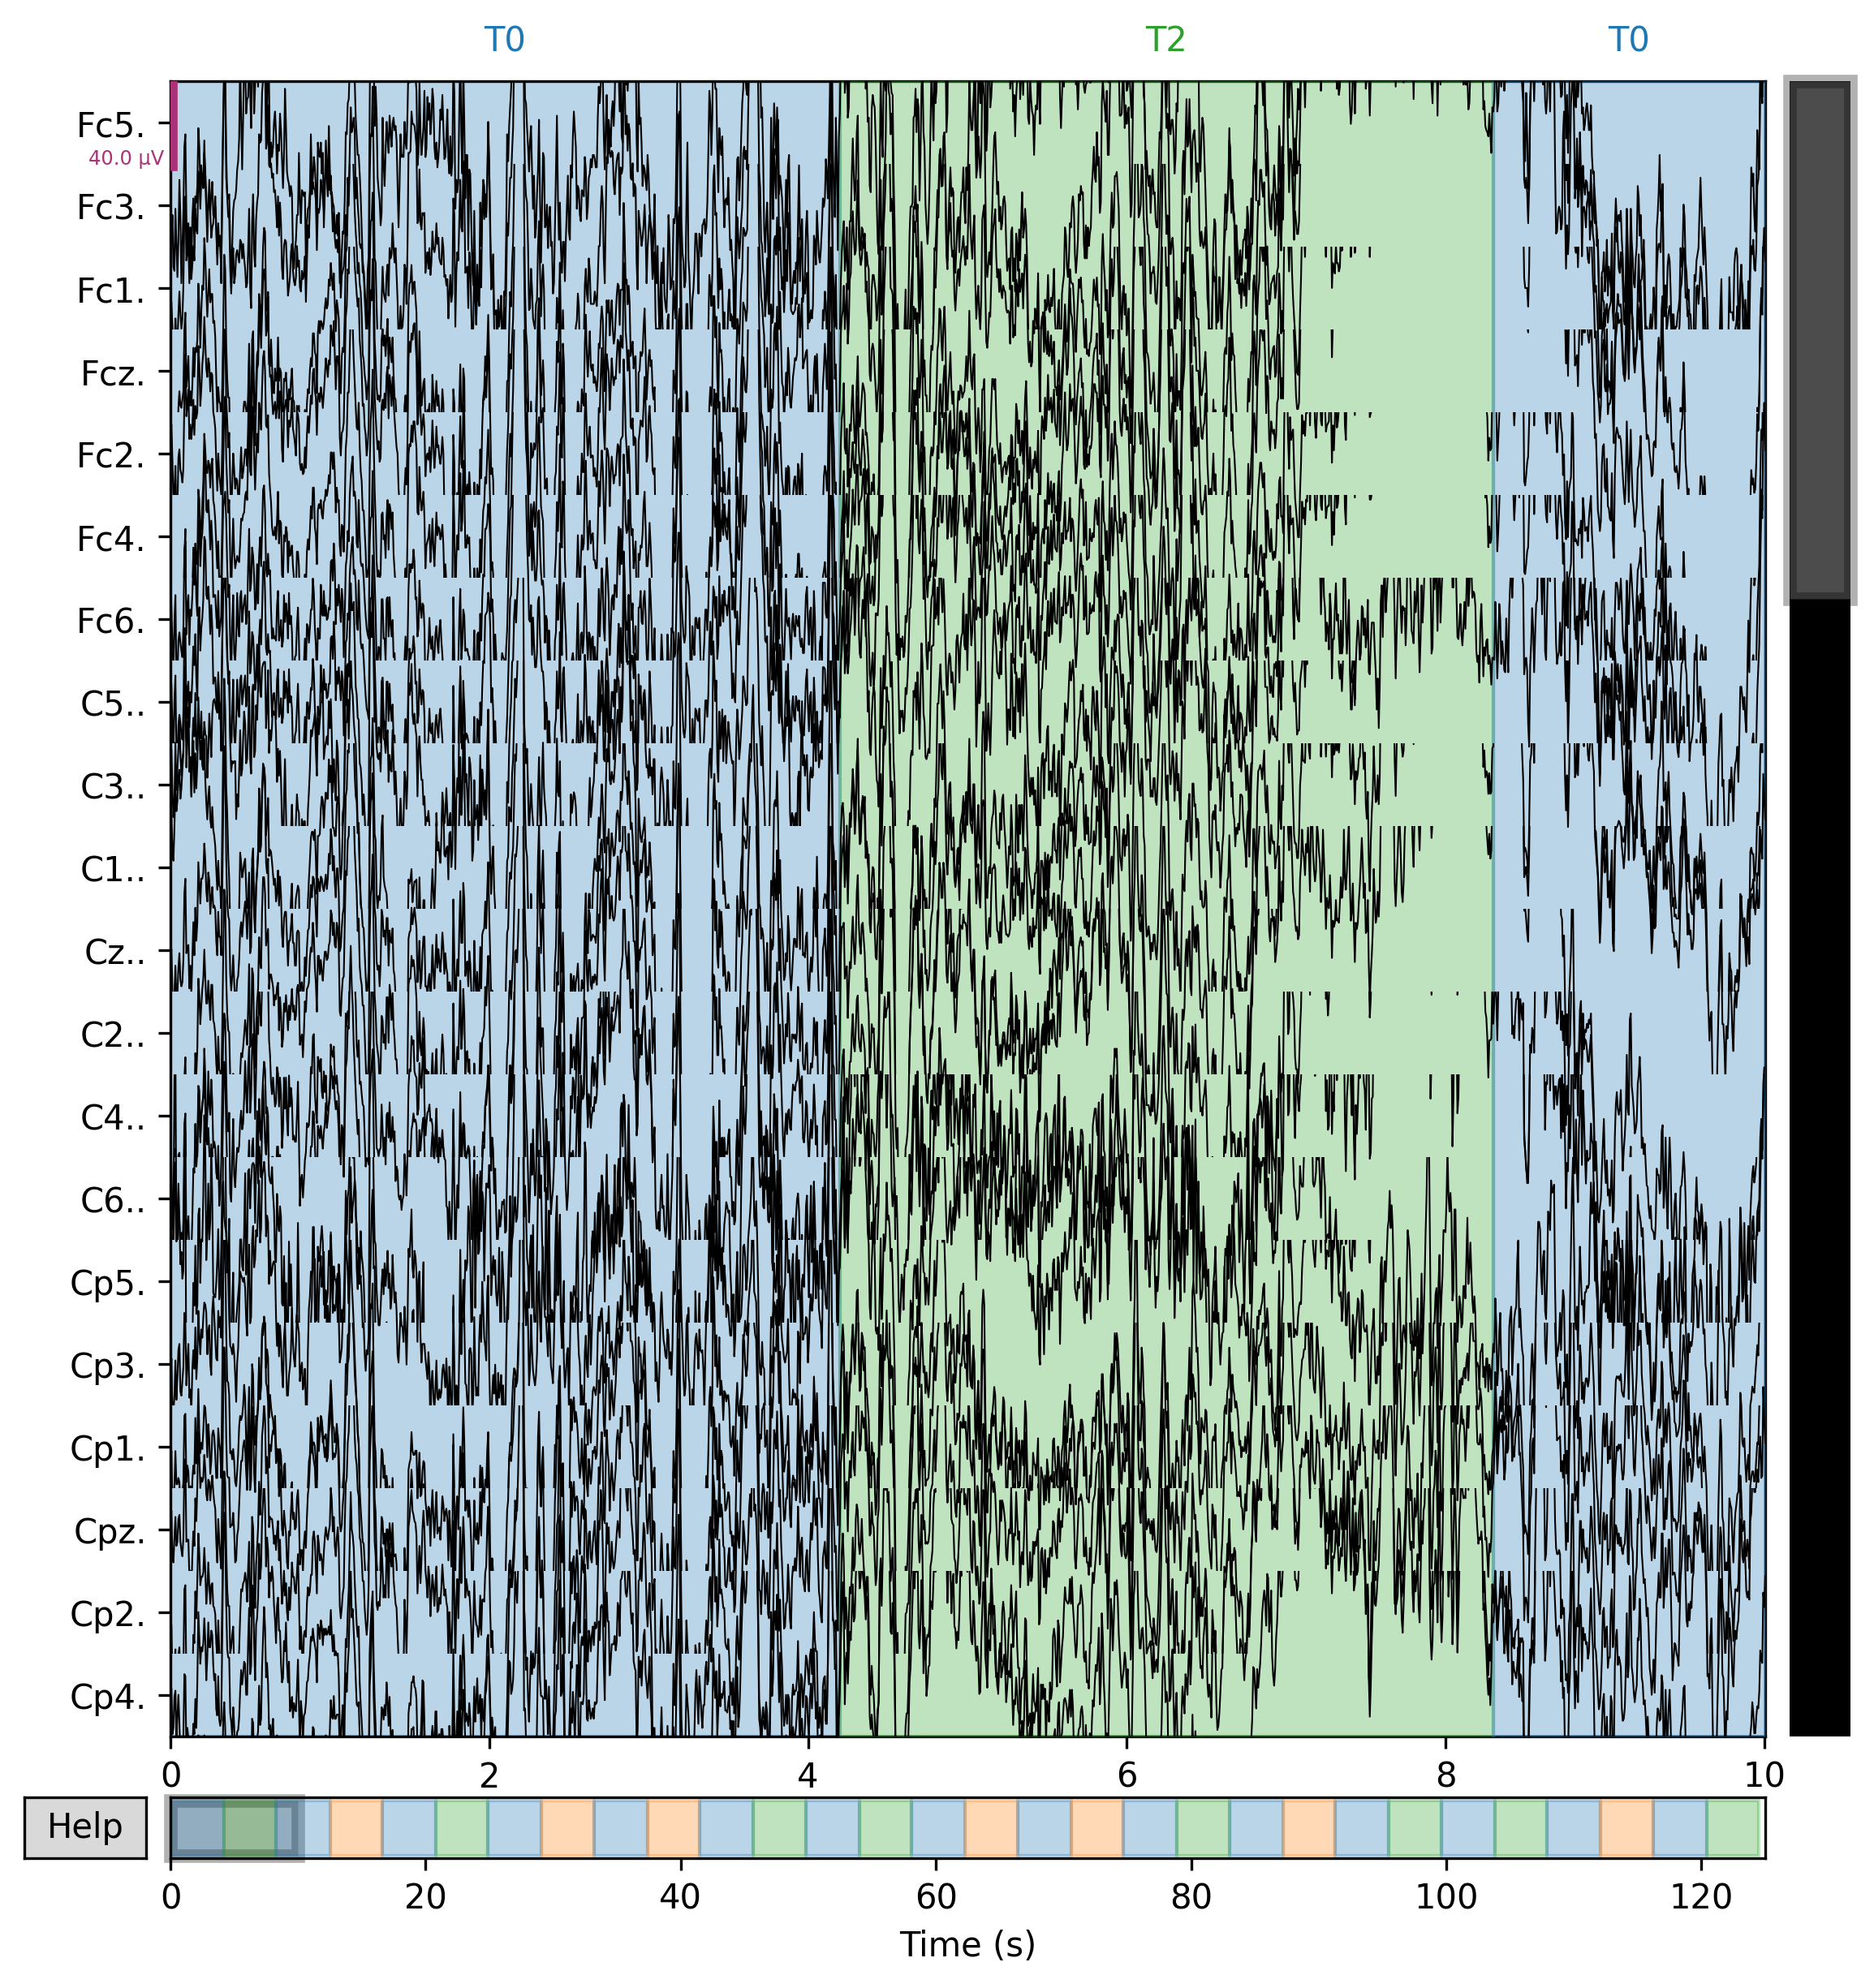 T0 T2 T0
Fc5.
40.0 µV
Fc3.
Fc1.
Fcz.
Fc2.
Fc4.
Fc6.
C5..
C3..
C1..
Cz..
C2..
C4..
C6..
Cp5.
Cp3.
Cp1.
Cpz.
Cp2.
Cp4.
0 2 4 6 8 10
Help
0 20 40 60 80 100 120
Time (s)